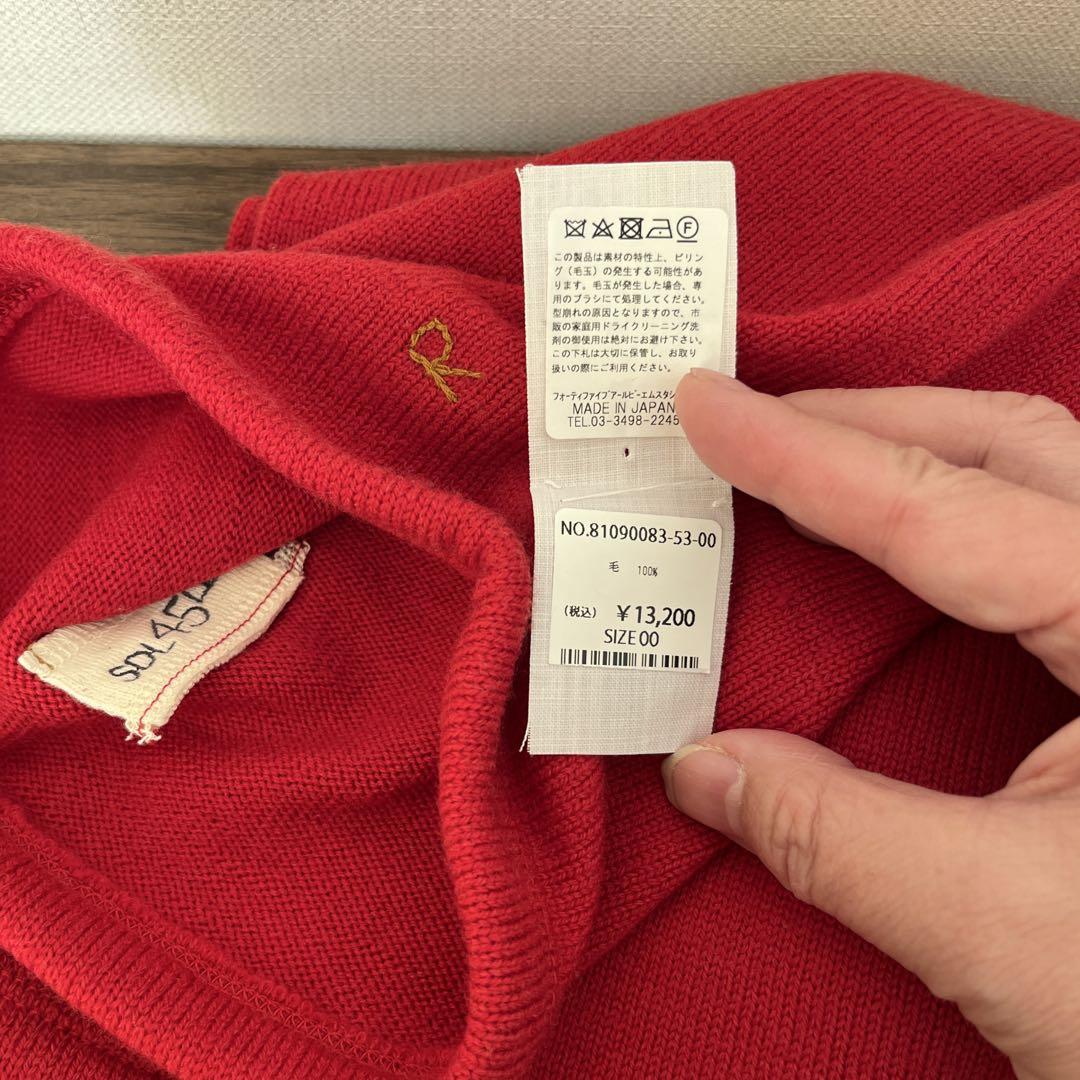 F
この製品は素材の特性上、ピリン
グ(毛玉)の発生する可能性があ
ります。毛玉が発生した場合、専
用のブラシにて処理してください。
型崩れの原因となりますので、市
販の家庭用ドライクリーニング洗
剤の御使用は絶対にお避け下さい。
この下札は大切に保管し、お取り
扱いの際にご利用ください。
フォーティファイブアールピーエムスタジ
MADE IN JAPAN
TEL.03-3498-2245
NO.81090083-53-00
毛 100%
(税込) ¥13,200
SIZE 00
R